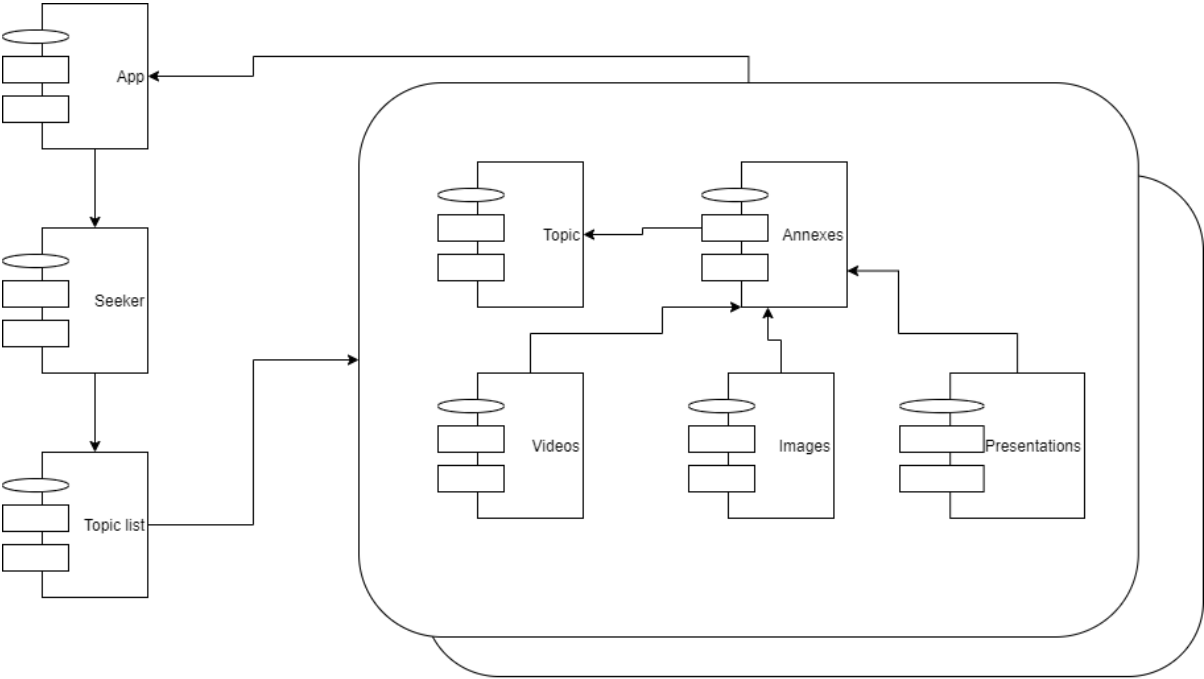 App
Topic
Annexes
Seeker
Videos
Images
Presentations
Topic list